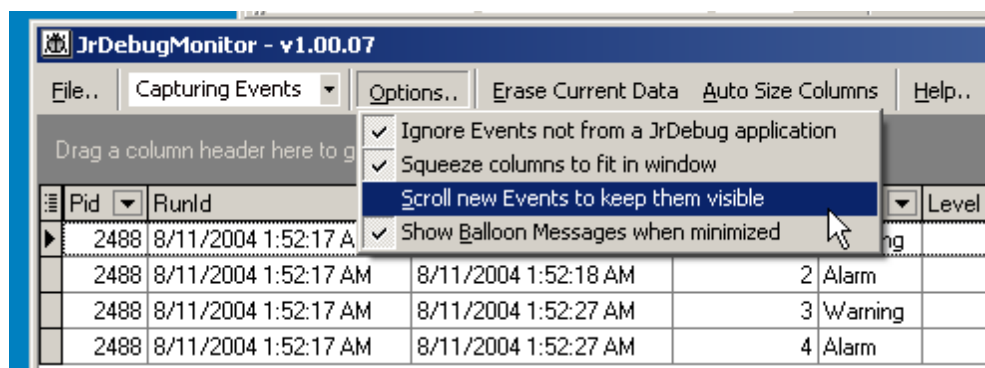 JrDebugMonitor - v1.00.07
File.. Capturing Events Options.. Erase Current Data Auto Size Columns Help..
Ignore Events not from a JrDebug application
Drag a column header here to g
Squeeze columns to fit in window
Scroll new Events to keep them visible
Pid RunId Level
Show Balloon Messages when minimized
2488 8/11/2004 1:52:17 A ng
2488 8/11/2004 1:52:17 AM 8/11/2004 1:52:18 AM 2 Alarm
2488 8/11/2004 1:52:17 AM 8/11/2004 1:52:27 AM 3 Warning
2488 8/11/2004 1:52:17 AM 8/11/2004 1:52:27 AM 4 Alarm